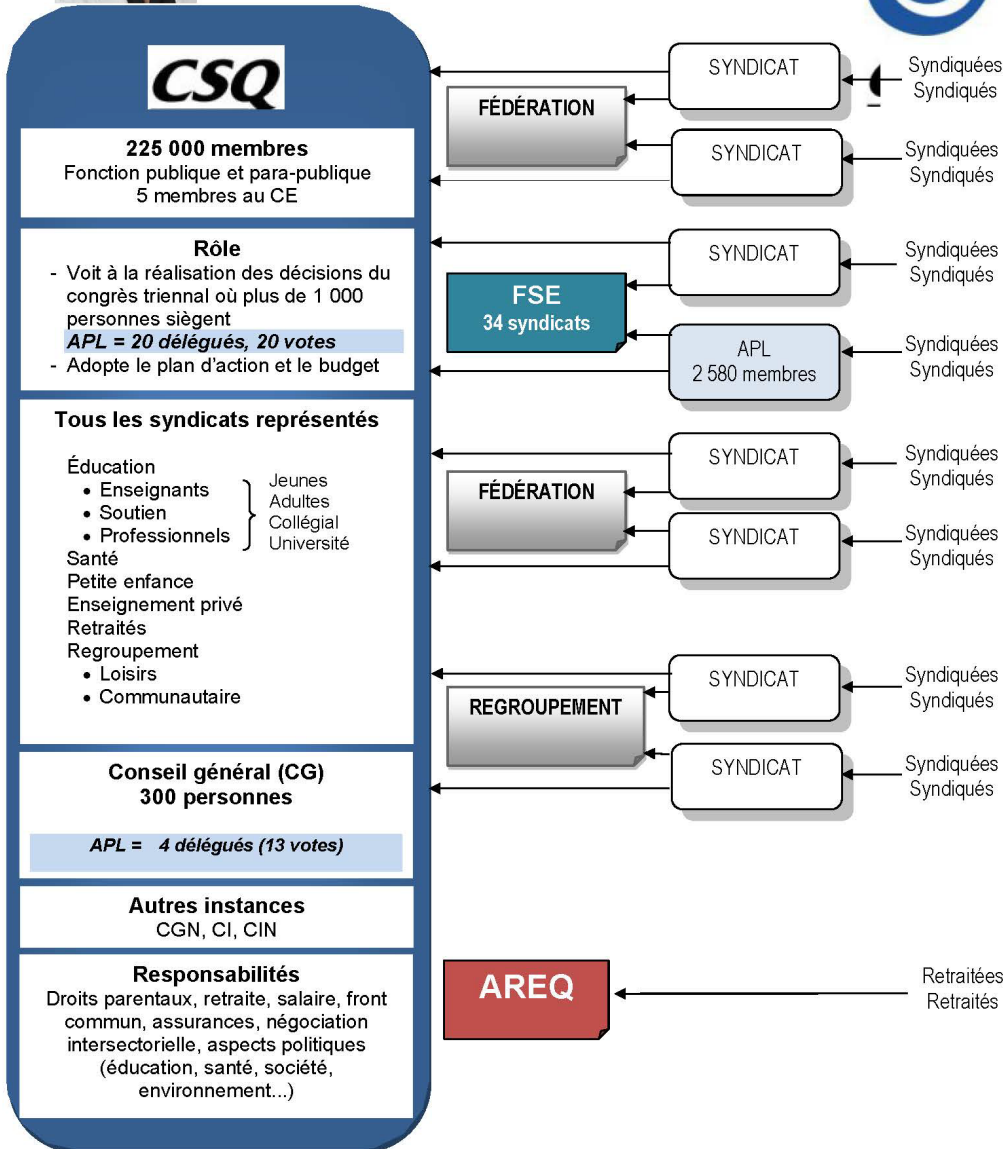 CSQ
225 000 membres
Fonction publique et para-publique
5 membres au CE
Rôle
- Voit à la réalisation des décisions du
congrès triennal où plus de 1 000
personnes siègent
APL = 20 délégués, 20 votes
- Adopte le plan d'action et le budget
Tous les syndicats représentés
Éducation
• Enseignants
• Soutien
• Professionnels
Jeunes
Adultes
Collégial
Université
Santé
Petite enfance
Enseignement privé
Retraités
Regroupement
• Loisirs
• Communautaire
Conseil général (CG)
300 personnes
APL = 4 délégués (13 votes)
Autres instances
CGN, CI, CIN
Responsabilités
Droits parentaux, retraite, salaire, front
commun, assurances, négociation
intersectorielle, aspects politiques
(éducation, santé, société,
environnement...)
FÉDÉRATION
SYNDICAT
Syndiquées
Syndiqués
SYNDICAT
Syndiquées
Syndiqués
FSE
34 syndicats
SYNDICAT
Syndiquées
Syndiqués
APL
2 580 membres
Syndiquées
Syndiqués
FÉDÉRATION
SYNDICAT
Syndiquées
Syndiqués
SYNDICAT
Syndiquées
Syndiqués
REGROUPEMENT
SYNDICAT
Syndiquées
Syndiqués
SYNDICAT
Syndiquées
Syndiqués
AREQ
Retraitées
Retraités